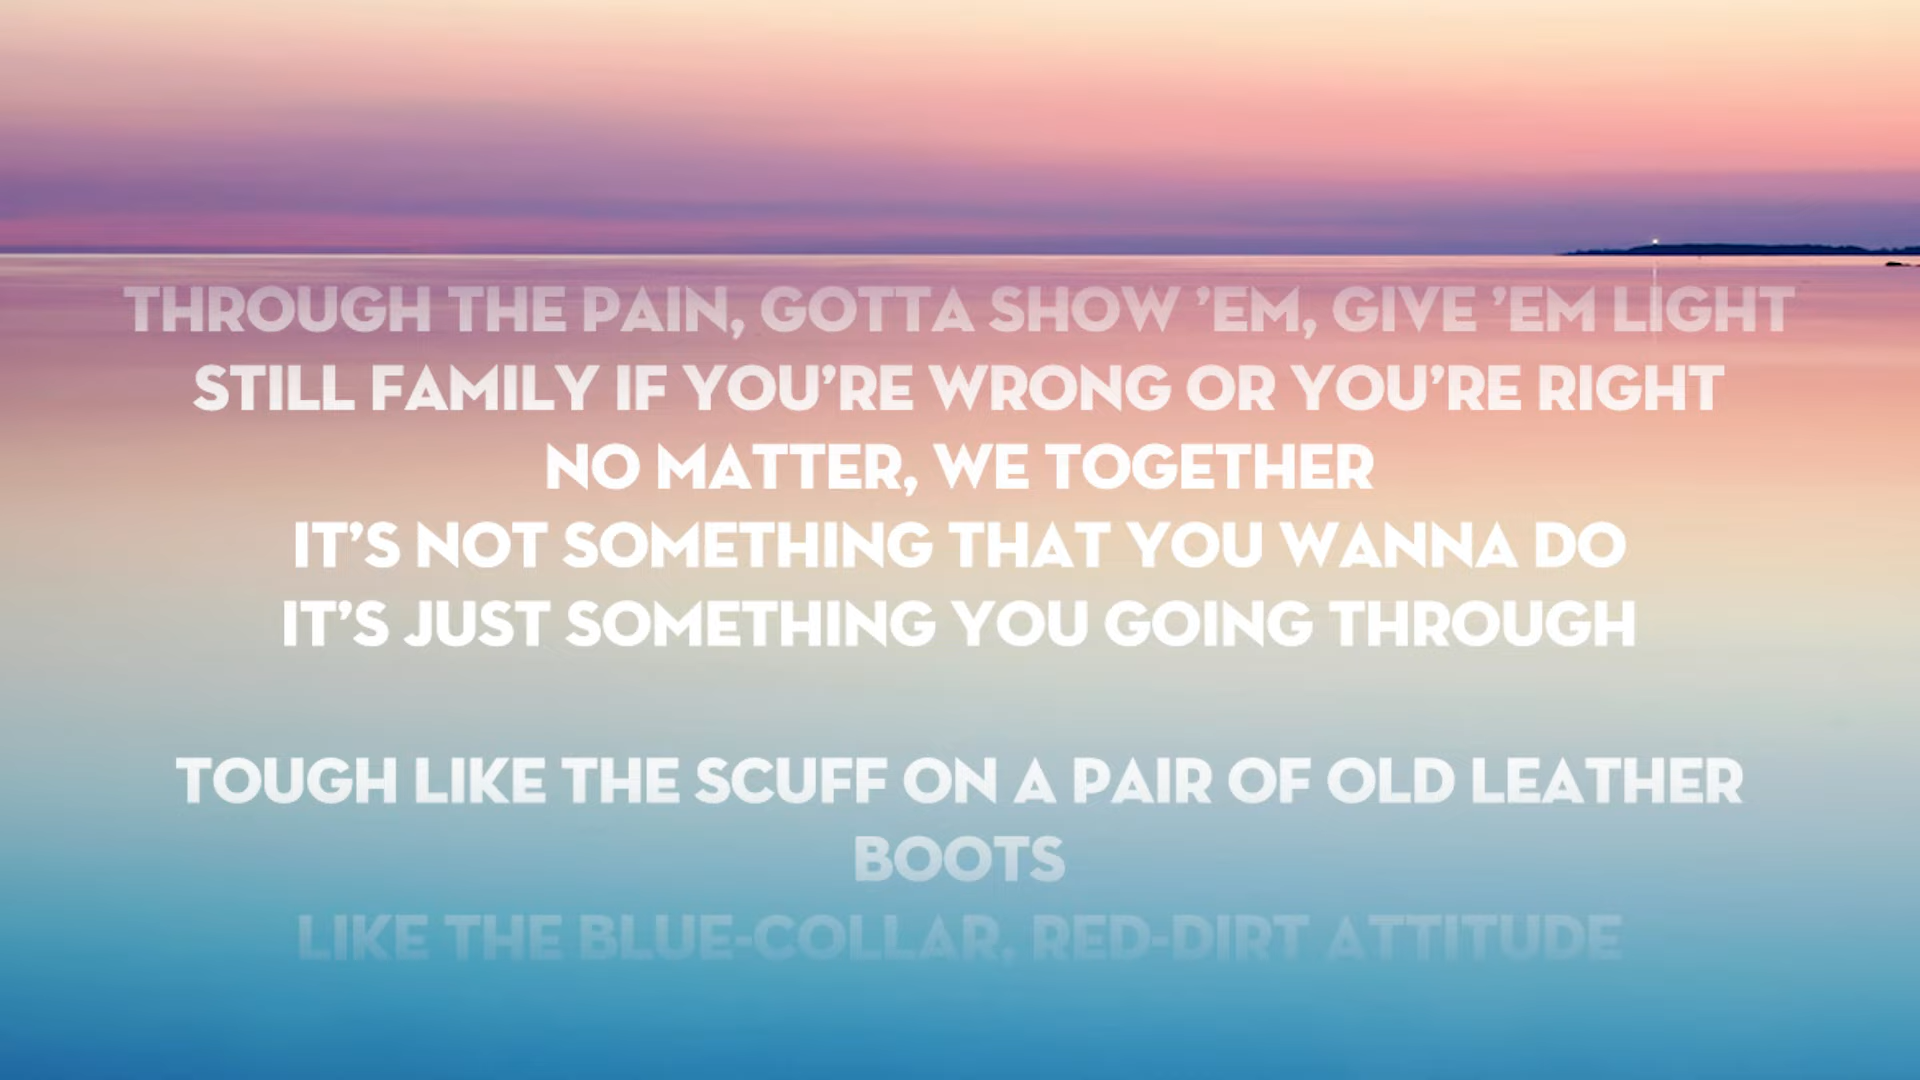 THROUGH THE PAIN, GOTTA SHOW ’EM, GIVE ’EM LIGHT
STILL FAMILY IF YOU’RE WRONG OR YOU’RE RIGHT
NO MATTER, WE TOGETHER
IT’S NOT SOMETHING THAT YOU WANNA DO
IT’S JUST SOMETHING YOU GOING THROUGH
TOUGH LIKE THE SCUFF ON A PAIR OF OLD LEATHER
BOOTS
LIKE THE BLUE-COLLAR, RED-DIRT ATTITUDE